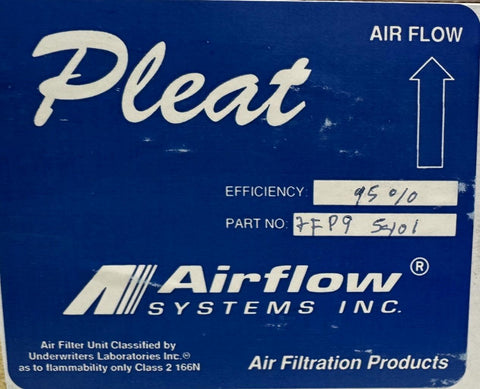 AIR FLOW
Pleat
EFFICIENCY: 95 %
PART NO: 7FP9 5401
Airflow®
SYSTEMS INC.
Air Filter Unit Classified by
Underwriters Laboratories Inc.®
as to flammability only Class 2 166N
Air Filtration Products